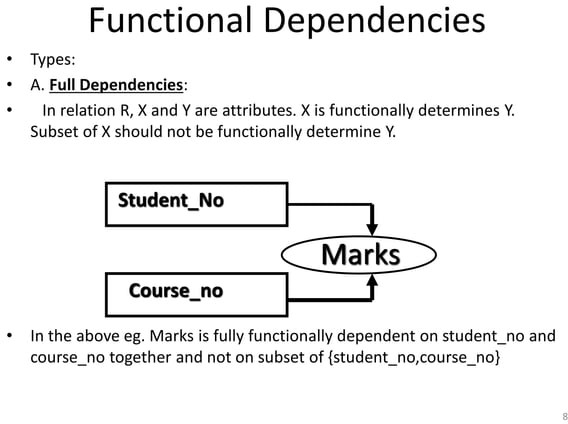 Functional Dependencies
• Types:
• A. Full Dependencies:
• In relation R, X and Y are attributes. X is functionally determines Y.
Subset of X should not be functionally determine Y.
Student_No
Marks
Course_no
• In the above eg. Marks is fully functionally dependent on student_no and
course_no together and not on subset of {student_no,course_no}
8